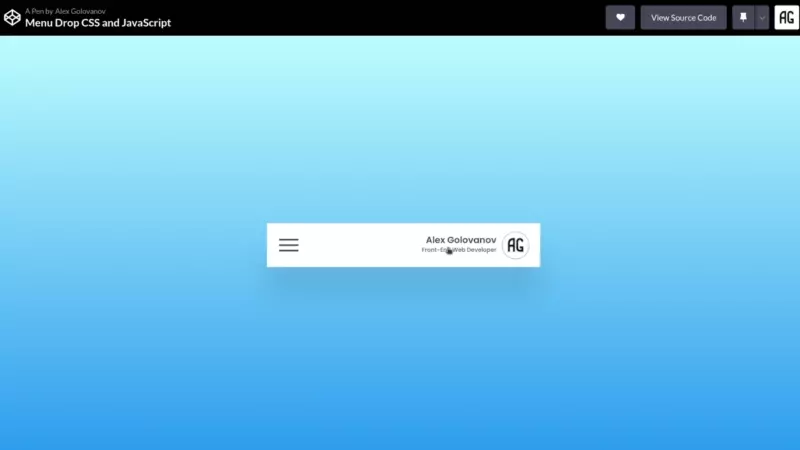 A Pen by Alex Golovanov
Menu Drop CSS and JavaScript
View Source Code
AG
Alex Golovanov
Front-End Web Developer
AG